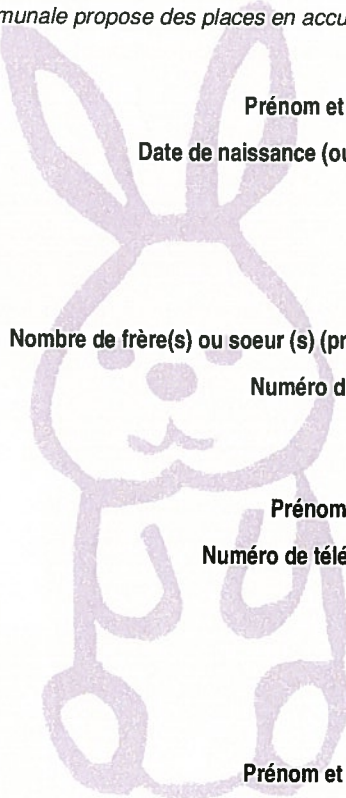 munale propose des places en accu
Prénom et
Date de naissance (ou
Nombre de frère(s) ou soeur (s) (pr
Numéro d
Prénom
Numéro de télé
Prénom et